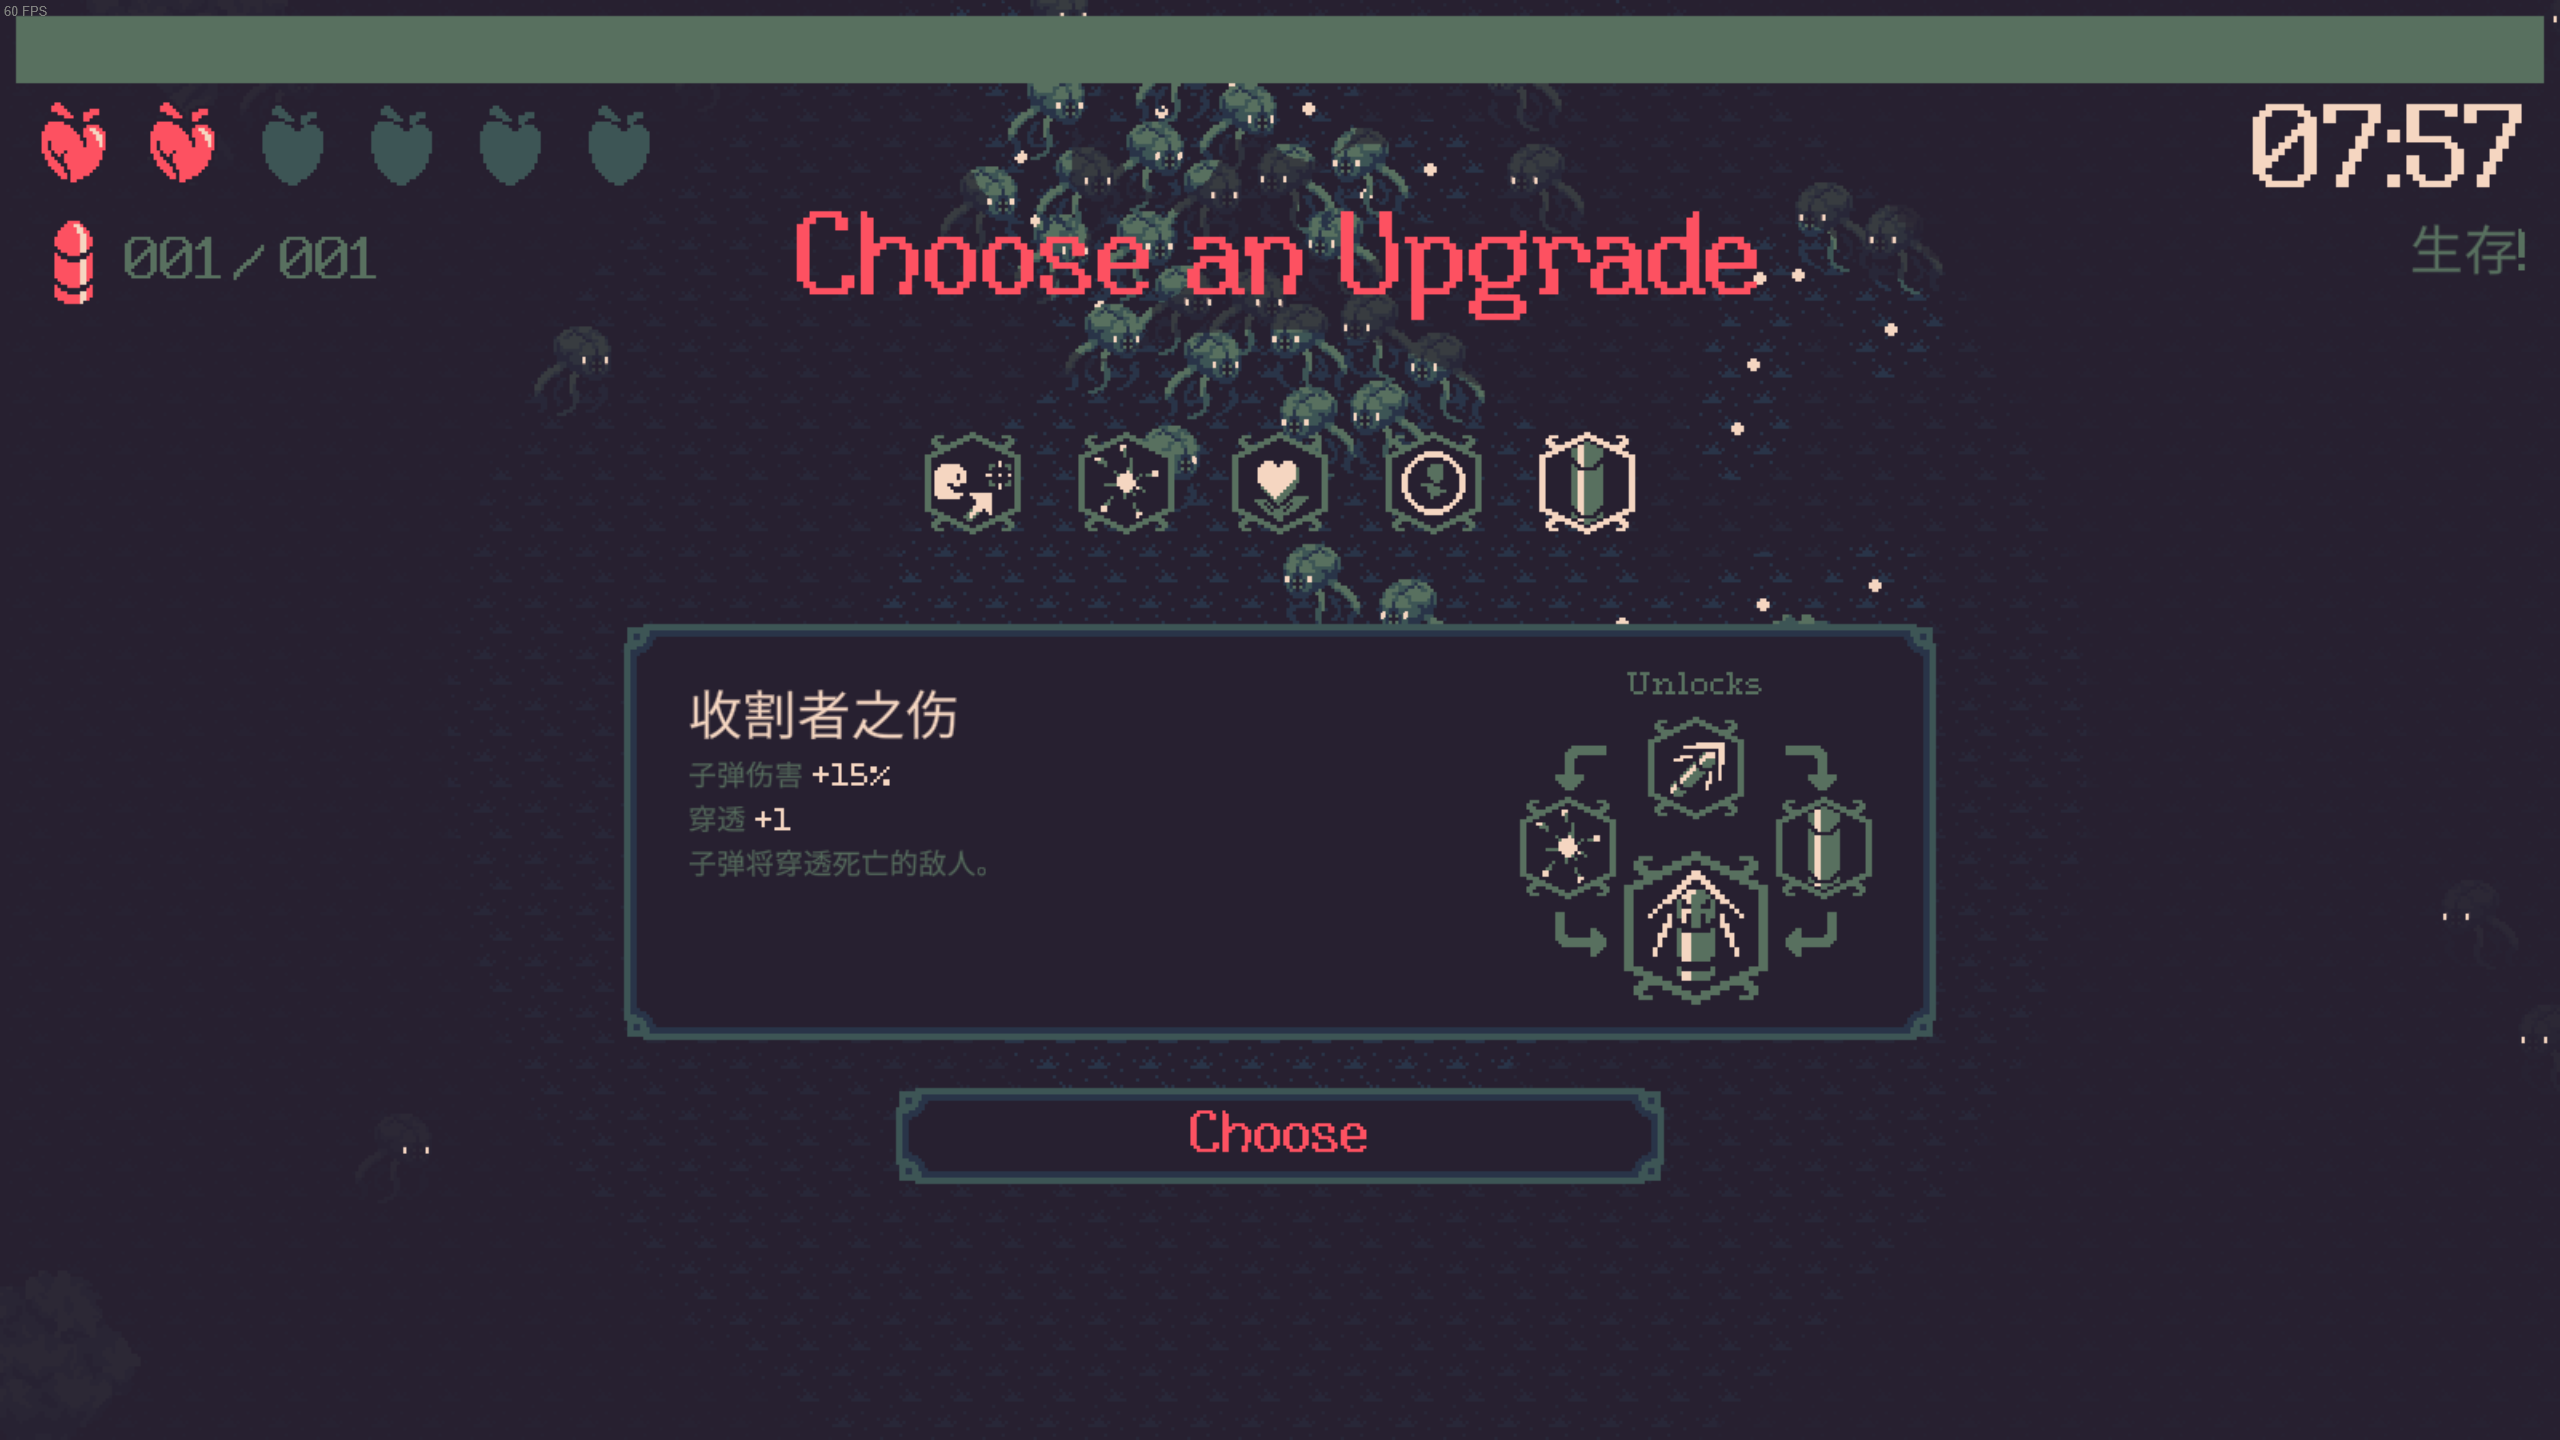 60 FPS
07:57
001/001
生存!
Choose an Upgrade
Unlocks
收割者之伤
子弹伤害 +15%
穿透 +1
子弹将穿透死亡的敌人。
Choose